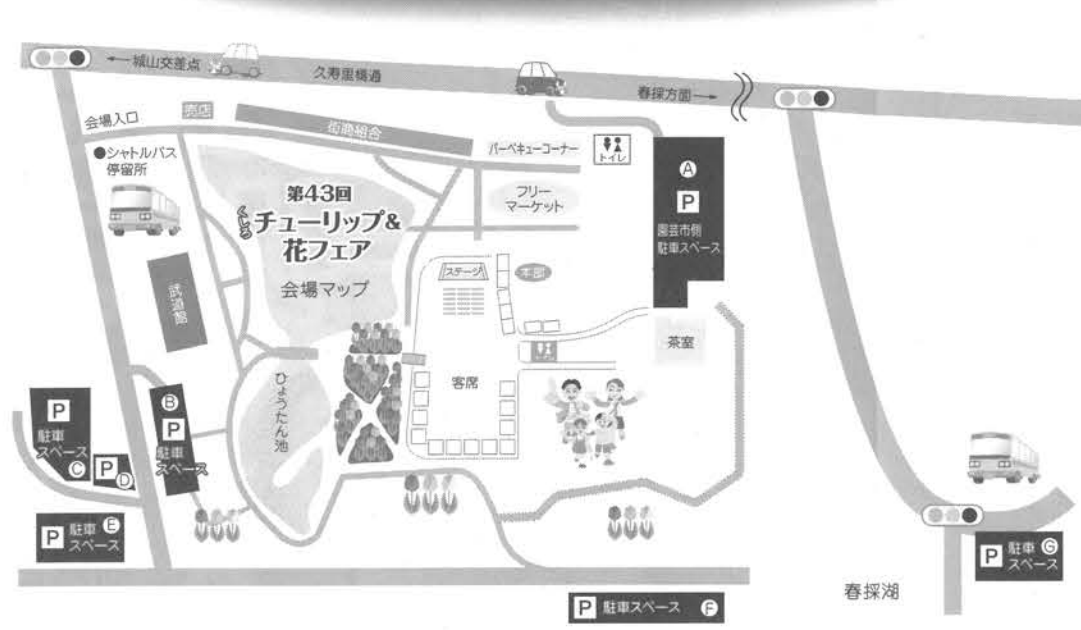 ←城山交差点
久寿里橋通
春採方面→
会場入口
売店
街商組合
バーベキューコーナー
トイレ
●シャトルバス
停留所
第43回
くしろ
チューリップ&
花フェア
会場マップ
フリー
マーケット
A
P
園芸市側
駐車スペース
ステージ
本部
武道館
茶室
トイレ
客席
ひょうたん池
B
P
駐車
スペース
P
駐車
スペース
C
P
D
P
駐車 E
スペース
P 駐車スペース F
P
駐車 G
スペース
春採湖